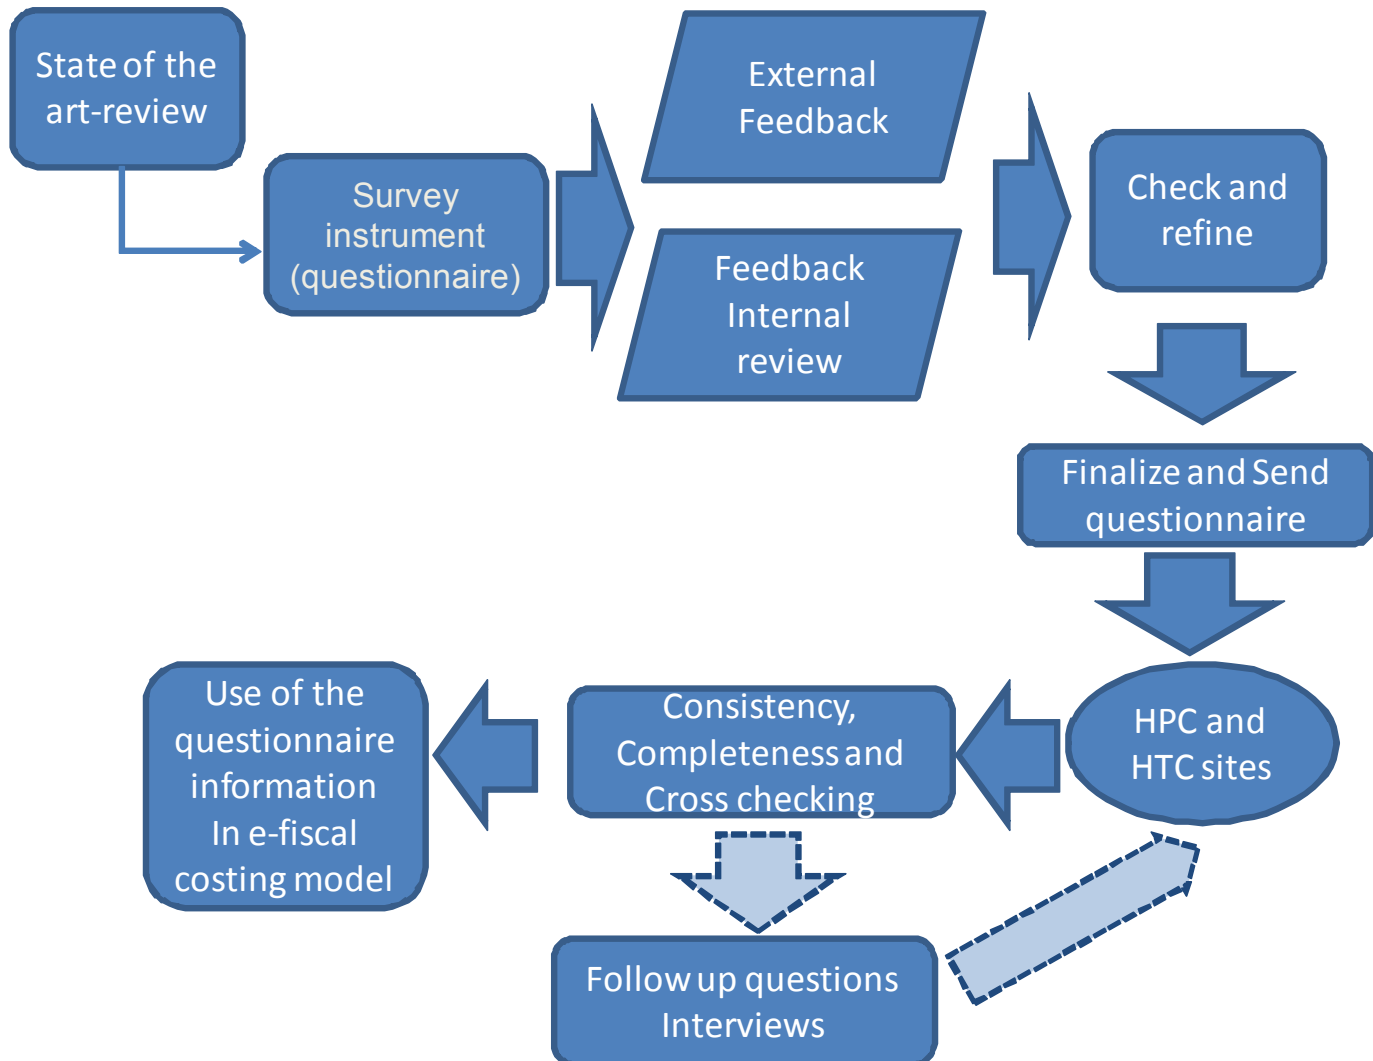 State of the
art-review
Survey
instrument
(questionnaire)
External
Feedback
Feedback
Internal
review
Check and
refine
Finalize and Send
questionnaire
HPC and
HTC sites
Consistency,
Completeness and
Cross checking
Use of the
questionnaire
information
In e-fiscal
costing model
Follow up questions
Interviews